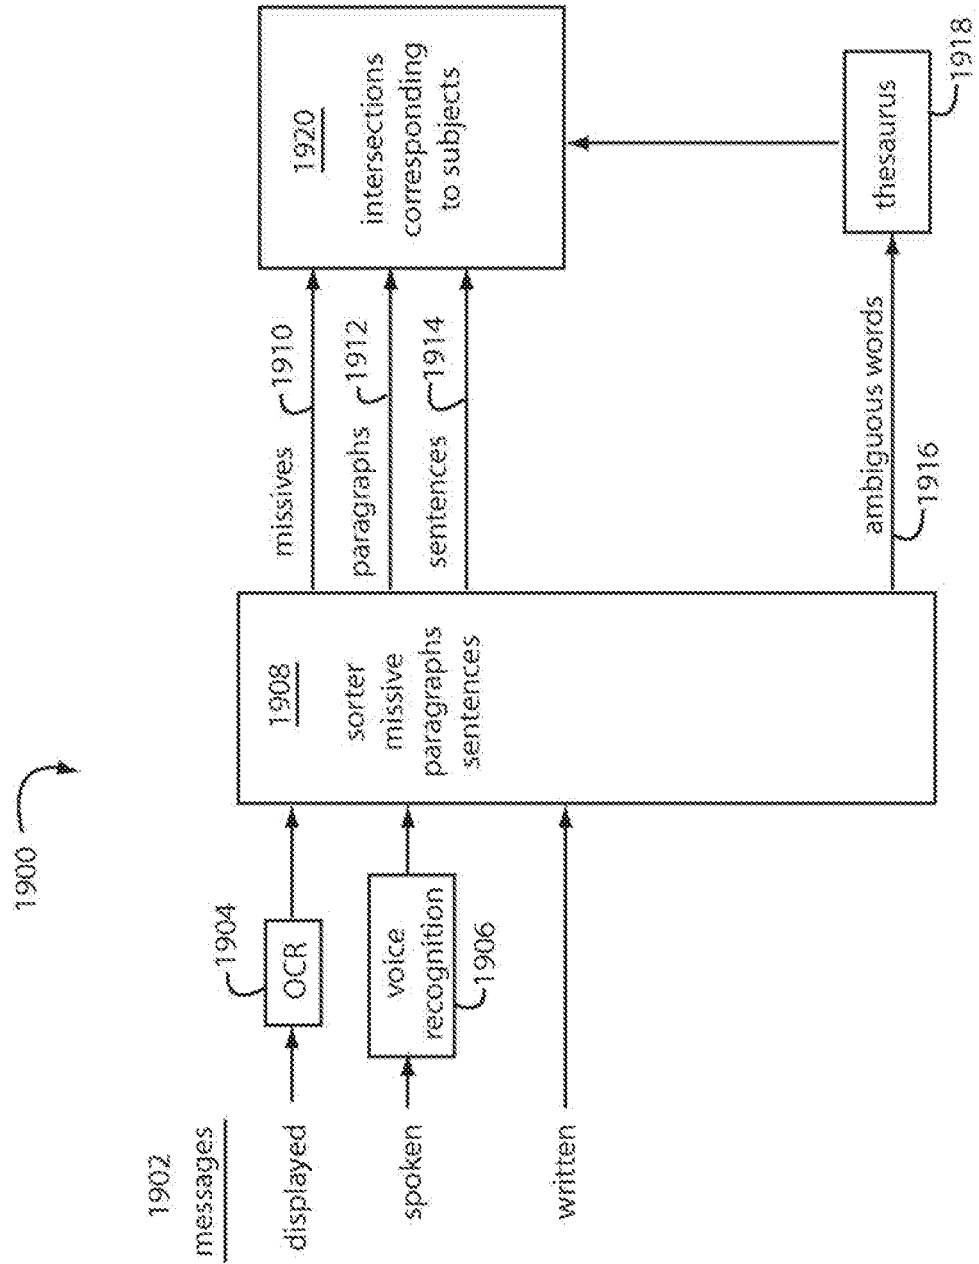 1900
1902
messages
displayed
spoken
written
1904
OCR
voice
recognition
1906
1908
sorter
missive
paragraphs
sentences
missives
1910
paragraphs
1912
sentences
1914
ambiguous words
1916
1920
intersections
corresponding
to subjects
thesaurus
1918